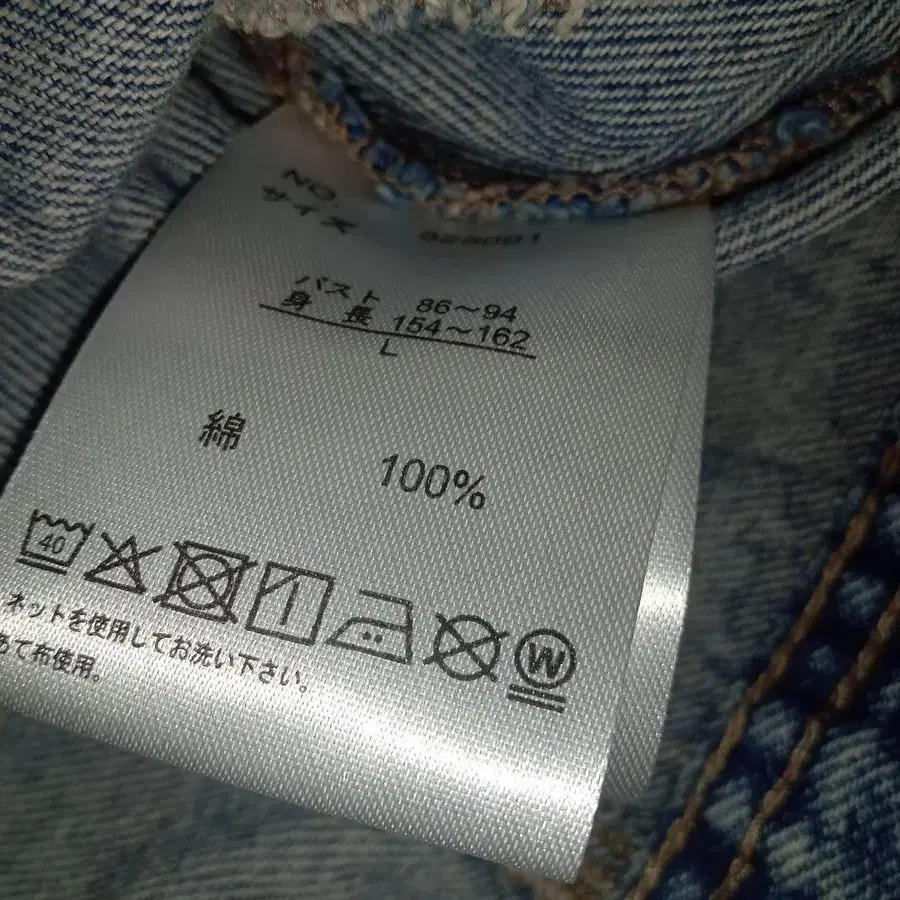 NO. 928091
サイズ
バスト 86～94
身 長 154～162
L
綿 100%
40
W
ネットを使用してお洗い下さい。
あて布使用。